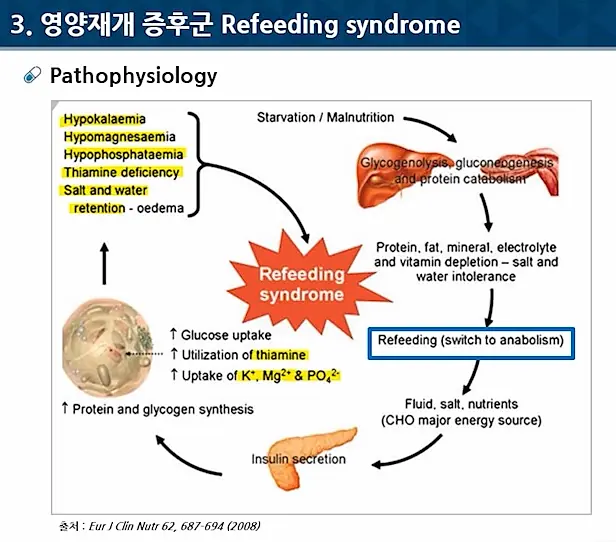 3. 영양재개 증후군 Refeeding syndrome
Pathophysiology
Hypokalaemia
Hypomagnesaemia
Hypophosphataemia
Thiamine deficiency
Salt and water
retention - oedema
Starvation / Malnutrition
Glycogenolysis, gluconeogenesis
and protein catabolism
Protein, fat, mineral, electrolyte
and vitamin depletion – salt and
water intolerance
Refeeding
syndrome
Refeeding (switch to anabolism)
Fluid, salt, nutrients
(CHO major energy source)
Insulin secretion
↑ Glucose uptake
↑ Utilization of thiamine
↑ Uptake of K⁺, Mg²⁺ & PO₄²⁻
↑ Protein and glycogen synthesis
출처 : Eur J Clin Nutr 62, 687-694 (2008)